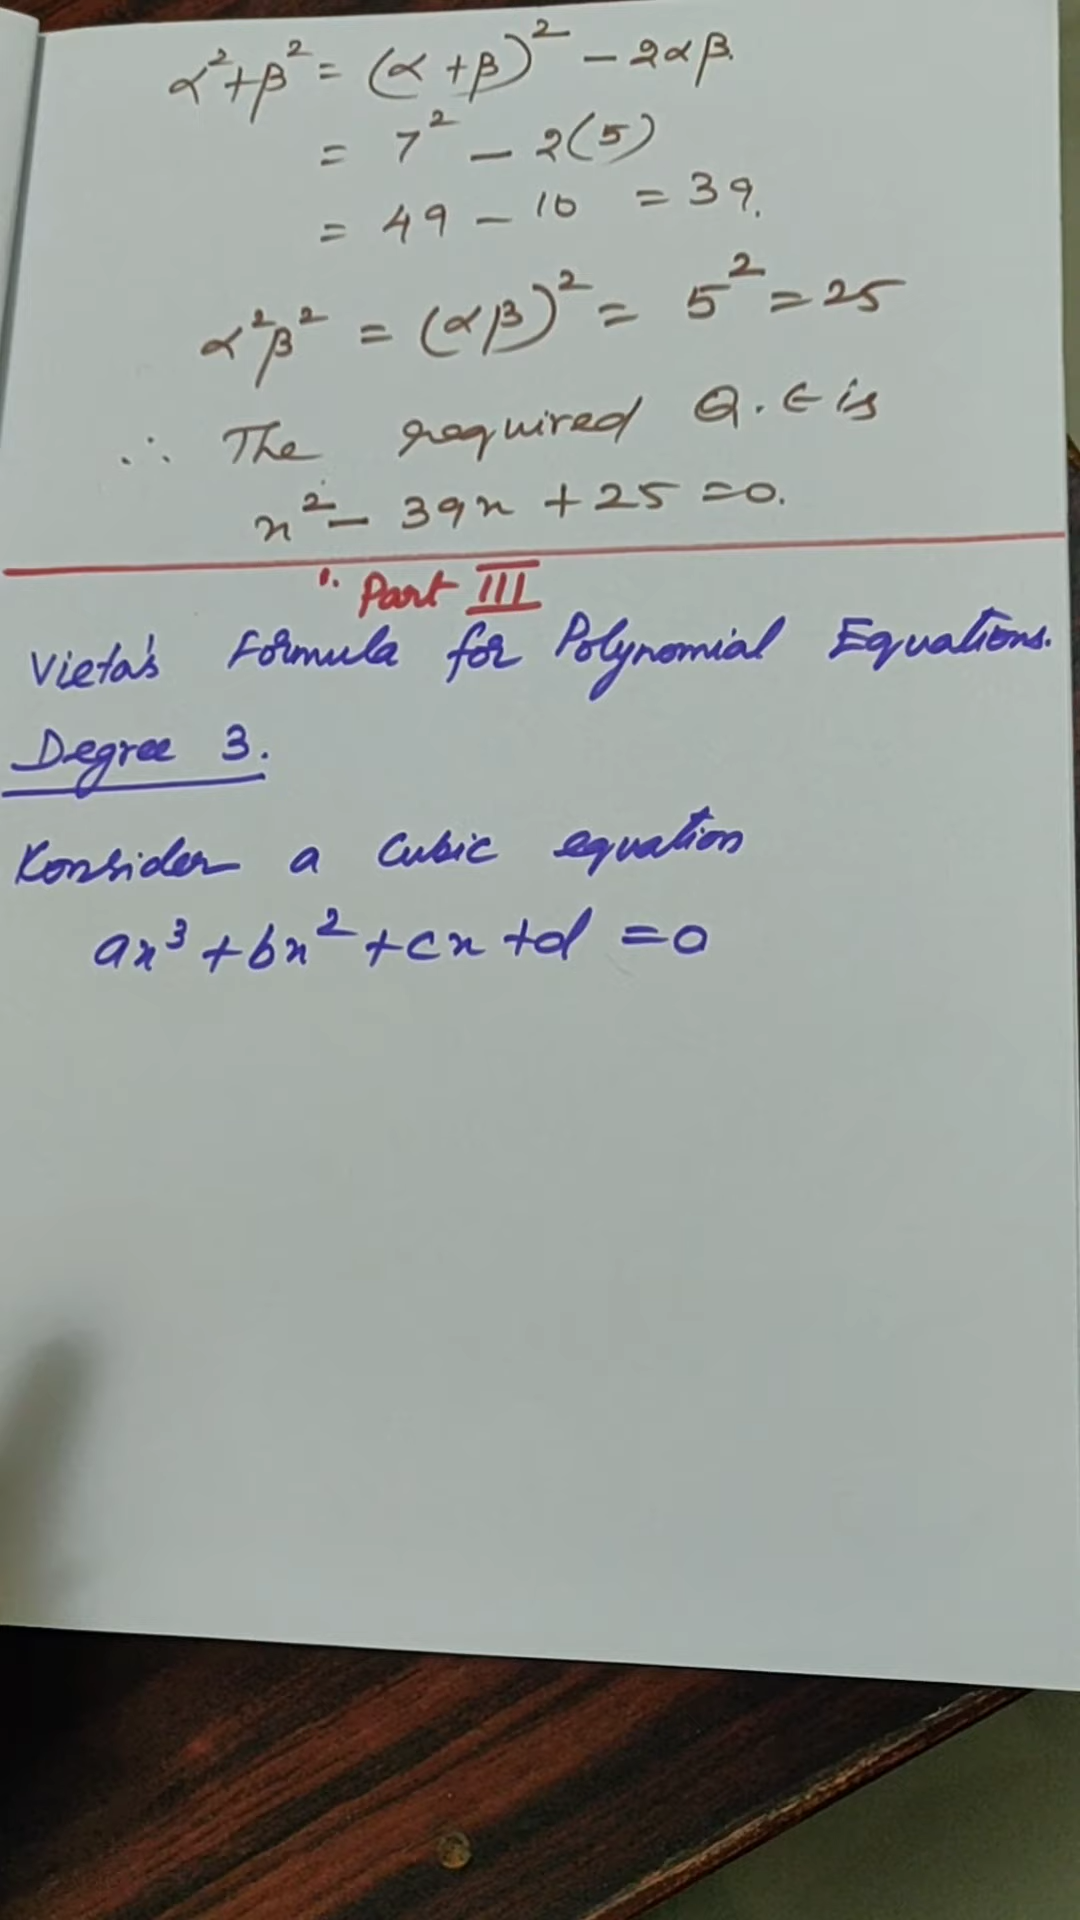 α²+β² = (α+β)² − 2αβ.
= 7² − 2(5)
= 49 − 10 = 39.
α²β² = (αβ)² = 5² = 25
∴ The required Q.E is
x² − 39x + 25 = 0.
Part III
Vieta's Formula for Polynomial Equations.
Degree 3.
Konsider a Cubic equation
ax³ + bx² + cx + d = 0